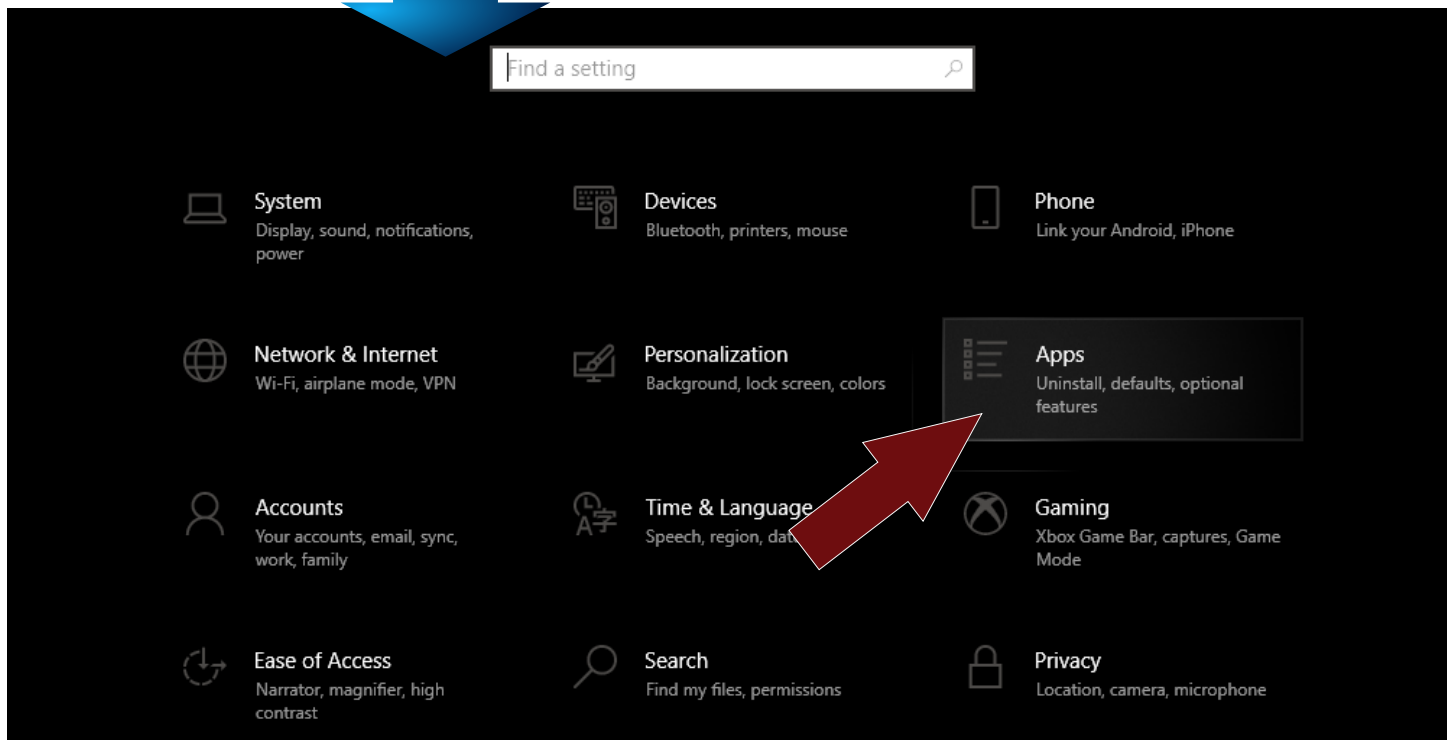 Find a setting
System
Display, sound, notifications,
power
Devices
Bluetooth, printers, mouse
Phone
Link your Android, iPhone
Network & Internet
Wi-Fi, airplane mode, VPN
Personalization
Background, lock screen, colors
Apps
Uninstall, defaults, optional
features
Accounts
Your accounts, email, sync,
work, family
Time & Language
Speech, region,
Gaming
Xbox Game Bar, captures, Game
Mode
Ease of Access
Narrator, magnifier, high
contrast
Search
Find my files, permissions
Privacy
Location, camera, microphone